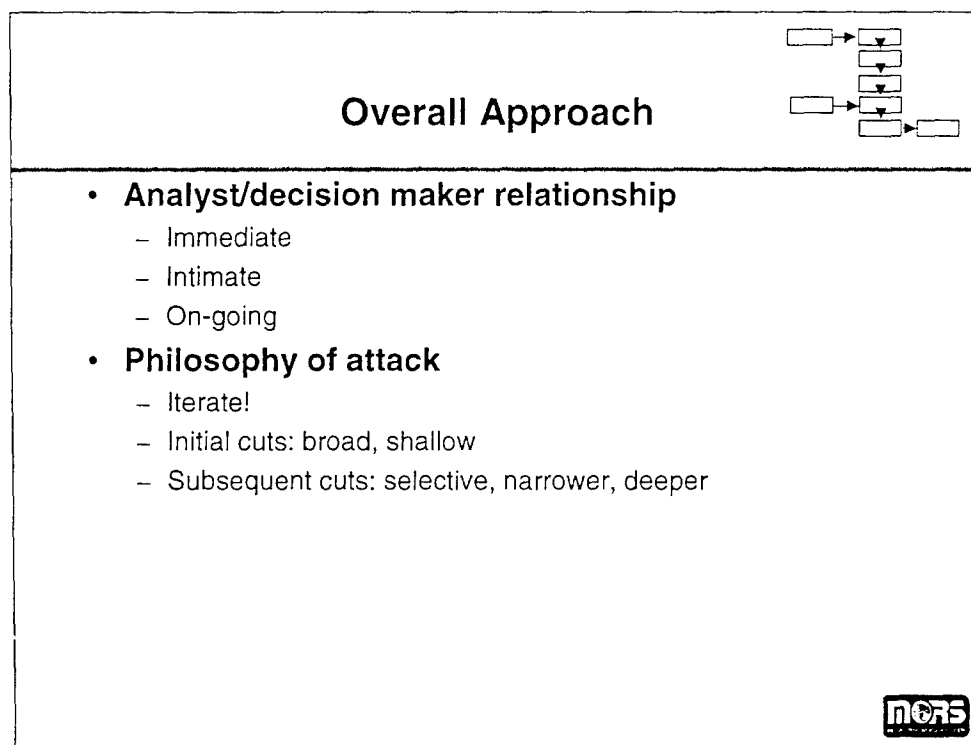 Overall Approach
• Analyst/decision maker relationship
– Immediate
– Intimate
– On-going
• Philosophy of attack
– Iterate!
– Initial cuts: broad, shallow
– Subsequent cuts: selective, narrower, deeper
MORS